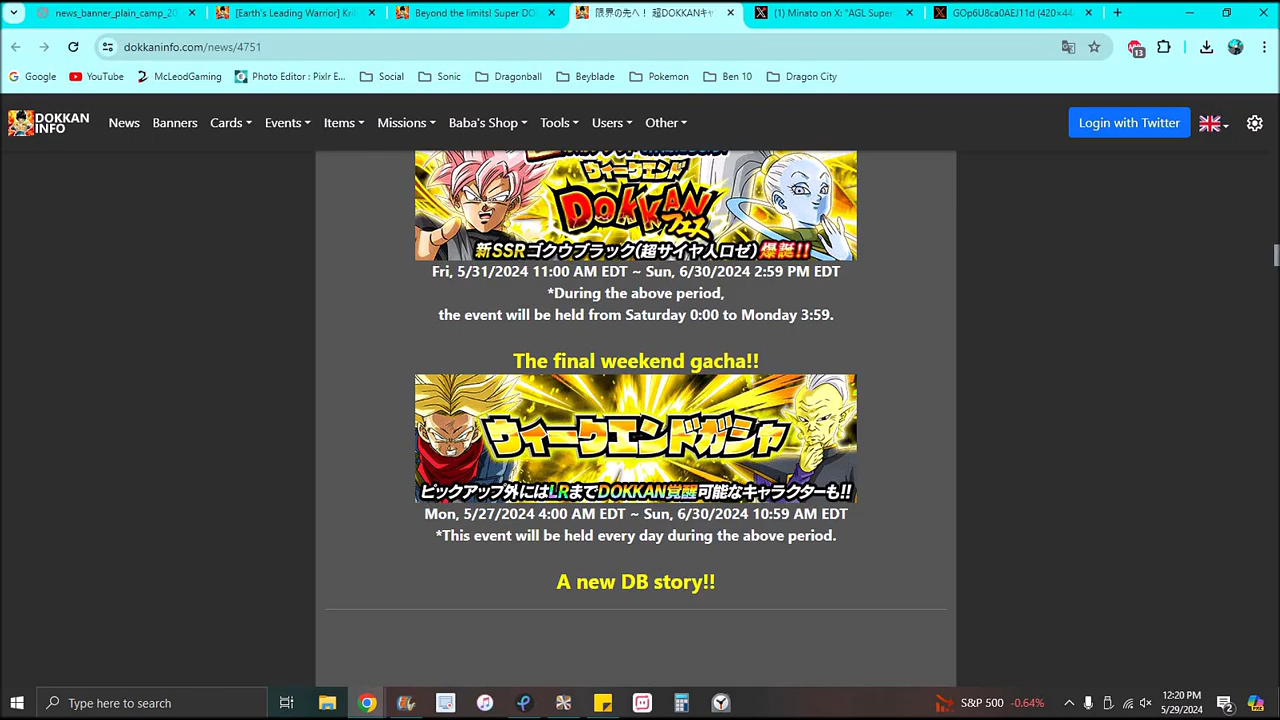 news_banner_plain_camp_20
[Earth's Leading Warrior] Kri
Beyond the limits! Super DO
限界の先へ！ 超DOKKANキャ
(1) Minato on X: "AGL Super
GOp6U8ca0AEJ11d (420×44
dokkaninfo.com/news/4751
13
Google
YouTube
McLeodGaming
Photo Editor : Pixlr E...
Social
Sonic
Dragonball
Beyblade
Pokemon
Ben 10
Dragon City
DOKKAN
INFO
News
Banners
Cards
Events
Items
Missions
Baba's Shop
Tools
Users
Other
Login with Twitter
ウィークエンド
DOKKAN
フェス
新SSRゴクウブラック(超サイヤ人ロゼ)爆誕!!
Fri, 5/31/2024 11:00 AM EDT ~ Sun, 6/30/2024 2:59 PM EDT
*During the above period,
the event will be held from Saturday 0:00 to Monday 3:59.
The final weekend gacha!!
ウィークエンドガシャ
ピックアップ外にはLRまでDOKKAN覚醒可能なキャラクターも!!
Mon, 5/27/2024 4:00 AM EDT ~ Sun, 6/30/2024 10:59 AM EDT
*This event will be held every day during the above period.
A new DB story!!
Type here to search
S&P 500 -0.64%
12:20 PM
5/29/2024
2